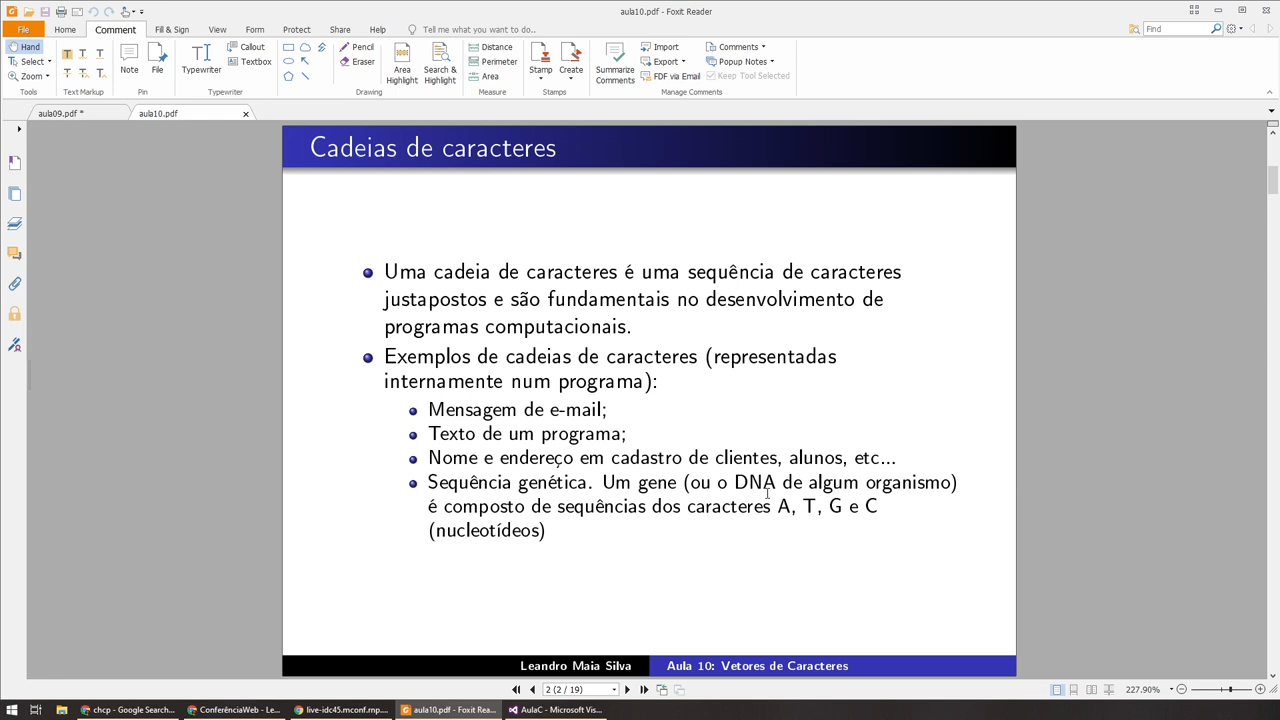 aula10.pdf - Foxit Reader
File Home Comment Fill & Sign View Form Protect Share Help Tell me what you want to do.. Find
Hand
Select
Zoom
Tools
Text Markup
Note
File
Pin
Typewriter
Callout
Textbox
Typewriter
Pencil
Eraser
Drawing
Area Highlight
Search & Highlight
Distance
Perimeter
Area
Measure
Stamp
Create
Stamps
Summarize Comments
Import
Export
FDF via Email
Comments
Popup Notes
Keep Tool Selected
Manage Comments
aula09.pdf * aula10.pdf
Cadeias de caracteres
Uma cadeia de caracteres é uma sequência de caracteres
justapostos e são fundamentais no desenvolvimento de
programas computacionais.
Exemplos de cadeias de caracteres (representadas
internamente num programa):
Mensagem de e-mail;
Texto de um programa;
Nome e endereço em cadastro de clientes, alunos, etc...
Sequência genética. Um gene (ou o DNA de algum organismo)
é composto de sequências dos caracteres A, T, G e C
(nucleotídeos)
Leandro Maia Silva Aula 10: Vetores de Caracteres
2 (2 / 19) 227.90%
chcp - Google Search... ConferênciaWeb - Le... live-idc45.mconf.rnp.... aula10.pdf - Foxit Rea... AulaC - Microsoft Vis...